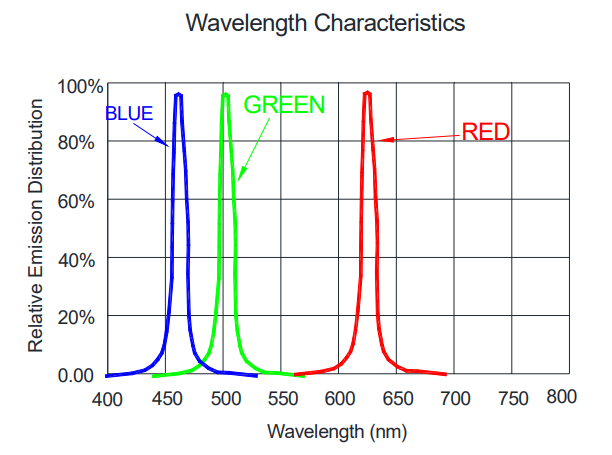 Wavelength Characteristics
Relative Emission Distribution
100%
80%
60%
40%
20%
0.00
BLUE
GREEN
RED
400 450 500 550 600 650 700 750 800
Wavelength (nm)